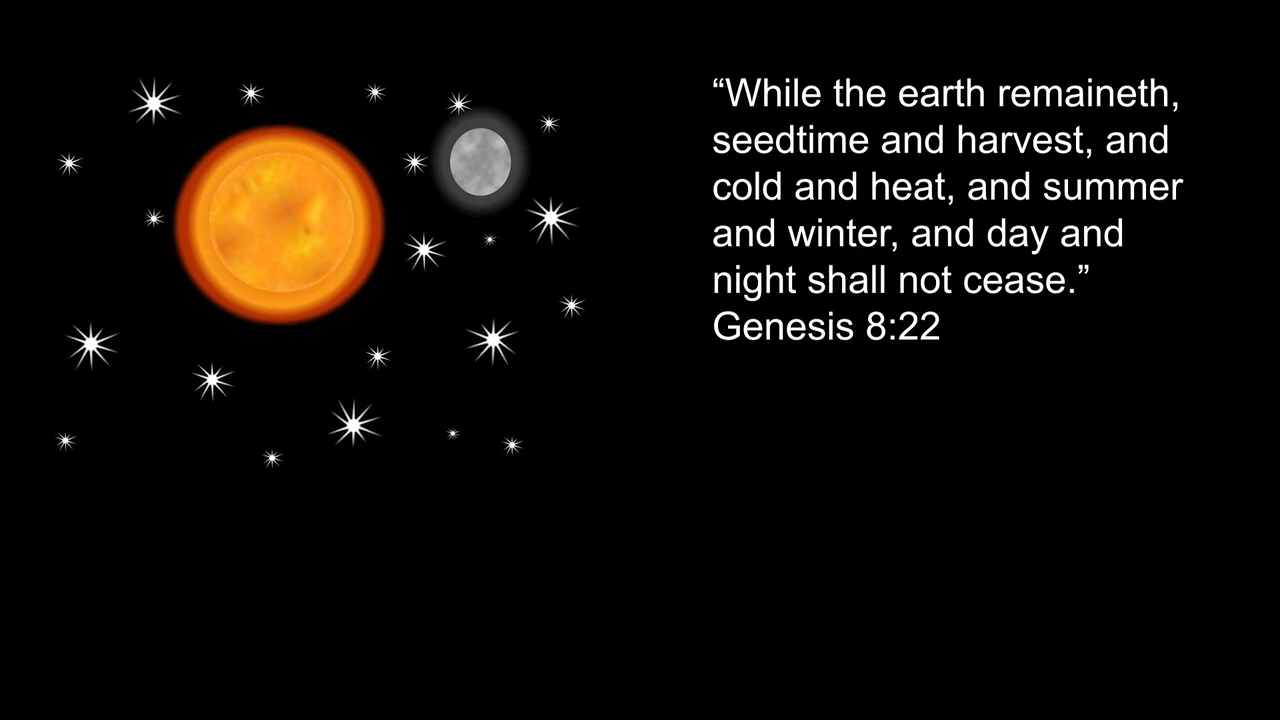 “While the earth remaineth,
seedtime and harvest, and
cold and heat, and summer
and winter, and day and
night shall not cease.”
Genesis 8:22